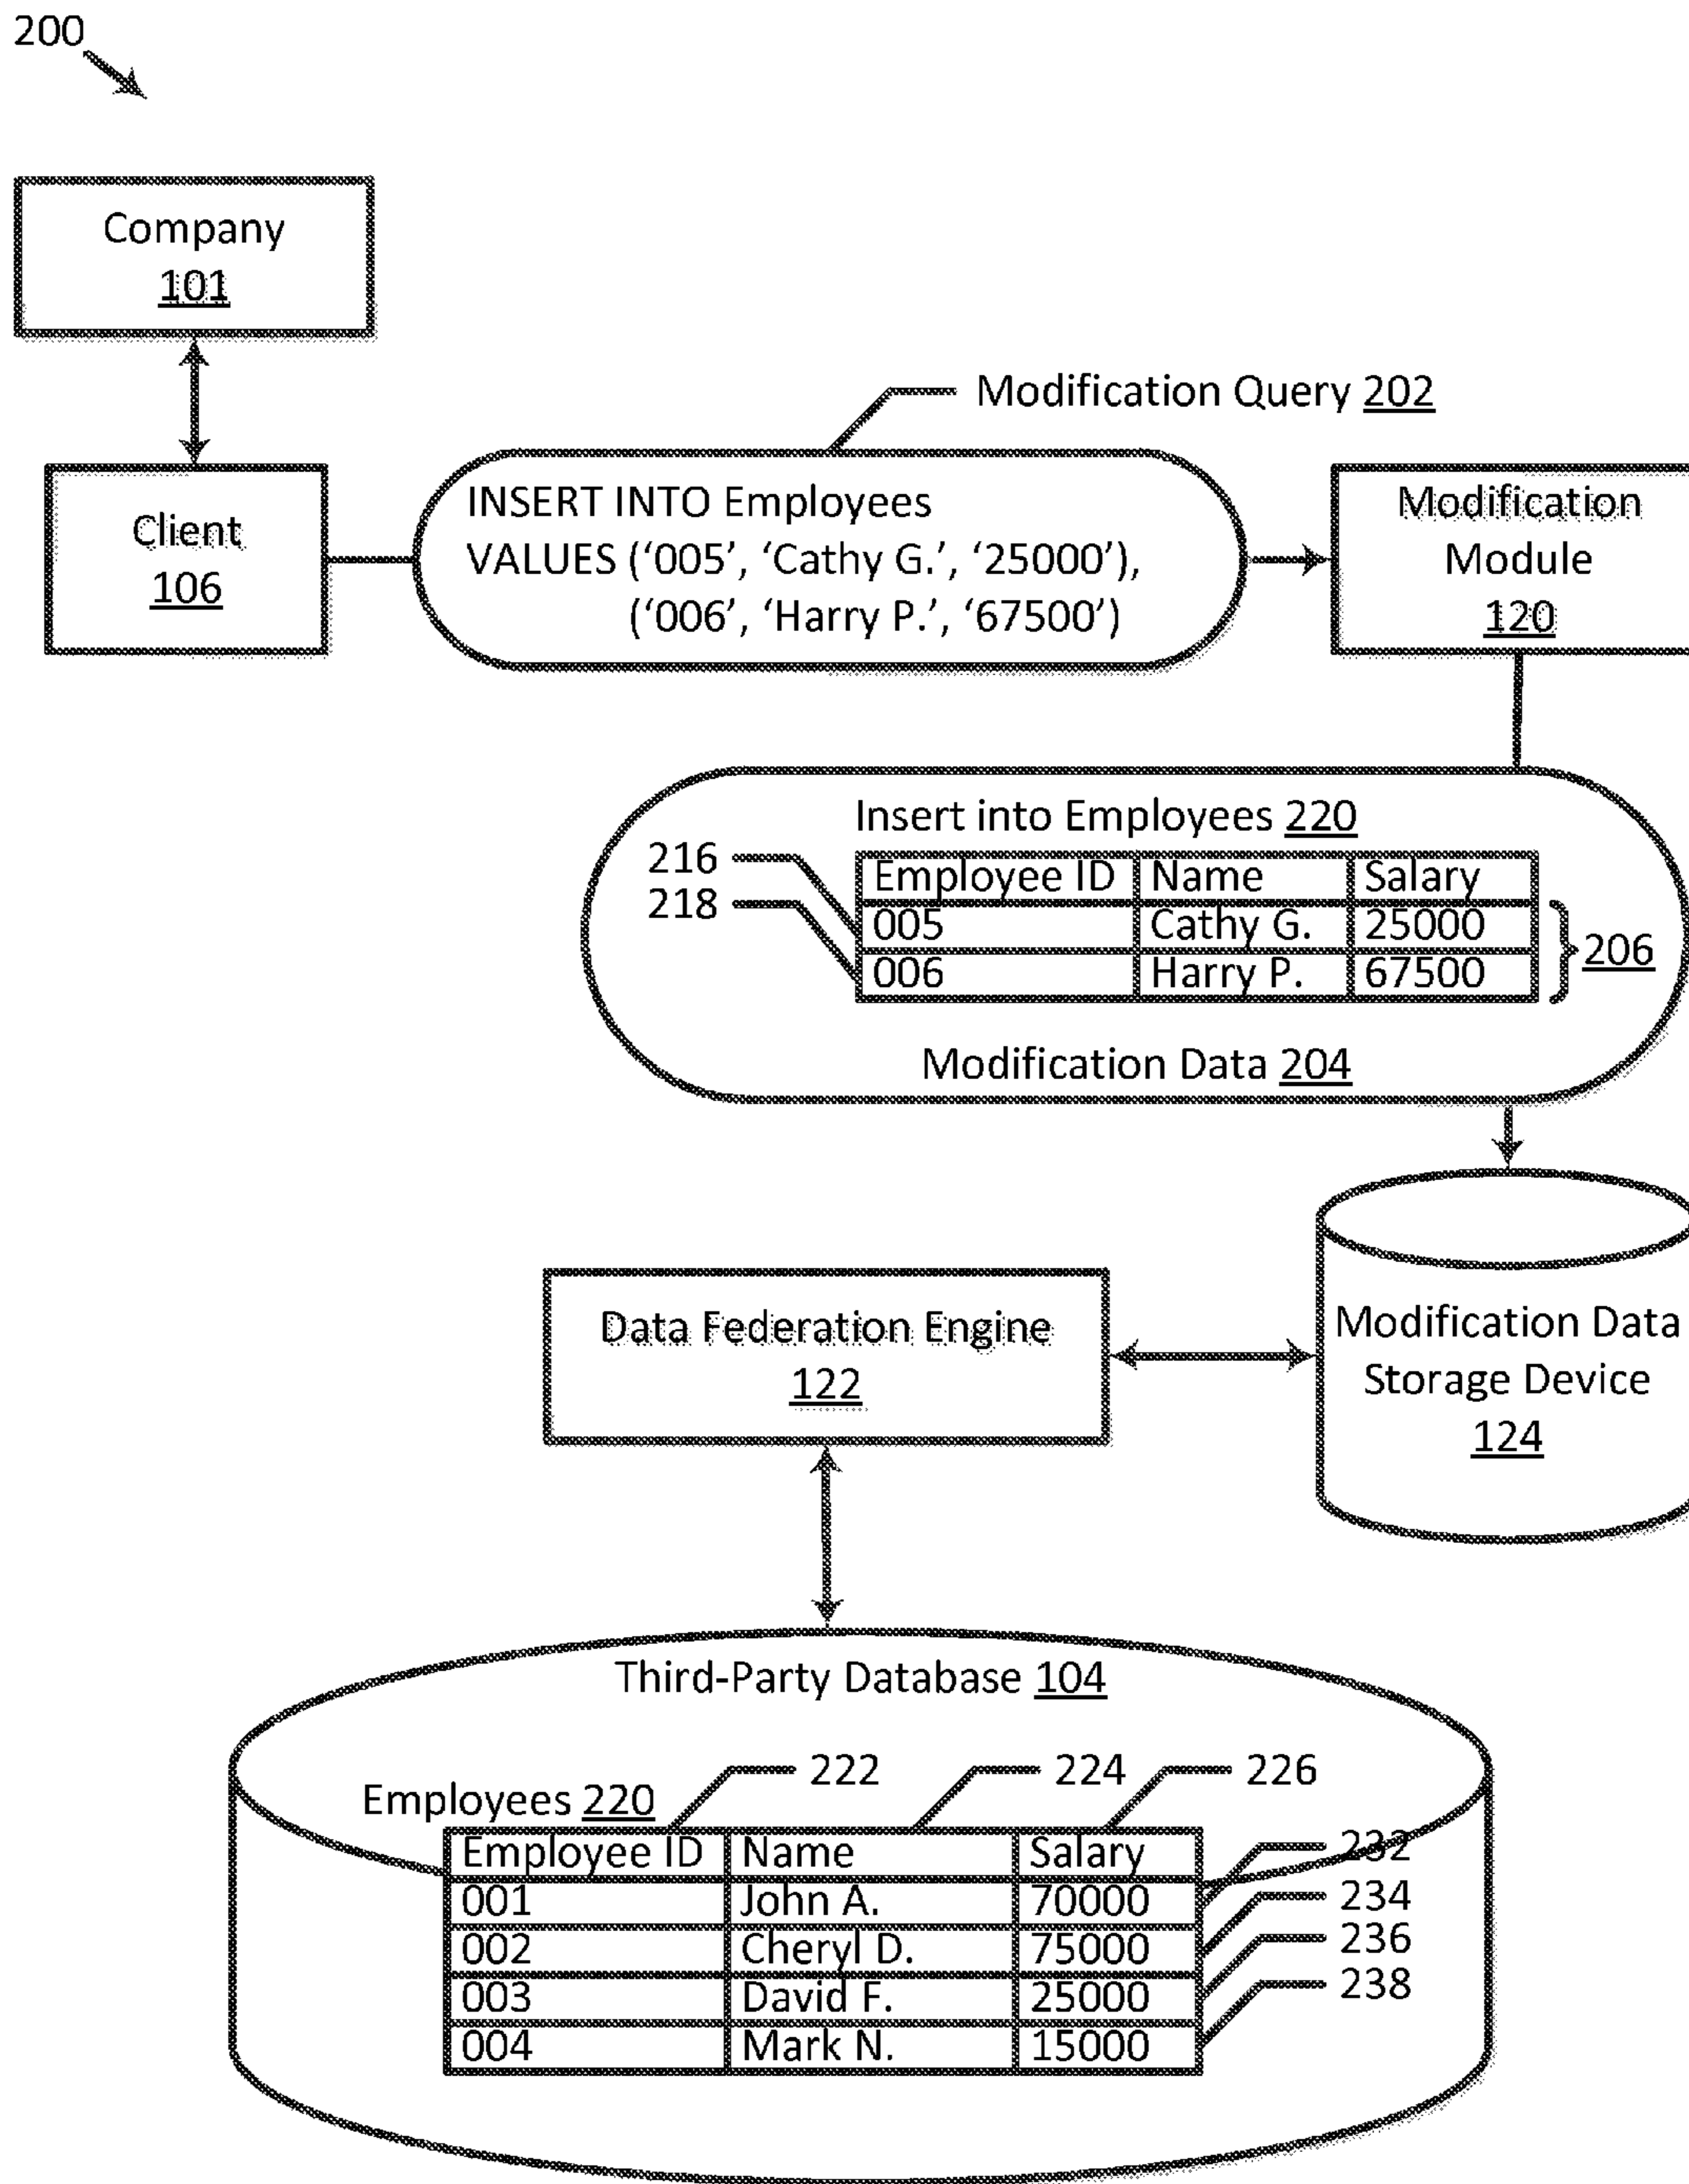 200
Company
101
Modification Query 202
Client
106
INSERT INTO Employees
VALUES (‘005’, ‘Cathy G.’, ‘25000’),
(‘006’, ‘Harry P.’, ‘67500’)
Modification
Module
120
Insert into Employees 220
216
218
Employee ID Name Salary
005 Cathy G. 25000
006 Harry P. 67500
206
Modification Data 204
Data Federation Engine
122
Modification Data
Storage Device
124
Third-Party Database 104
222 224 226
Employees 220
Employee ID Name Salary
232
001 John A. 70000
234
002 Cheryl D. 75000
236
003 David F. 25000
238
004 Mark N. 15000